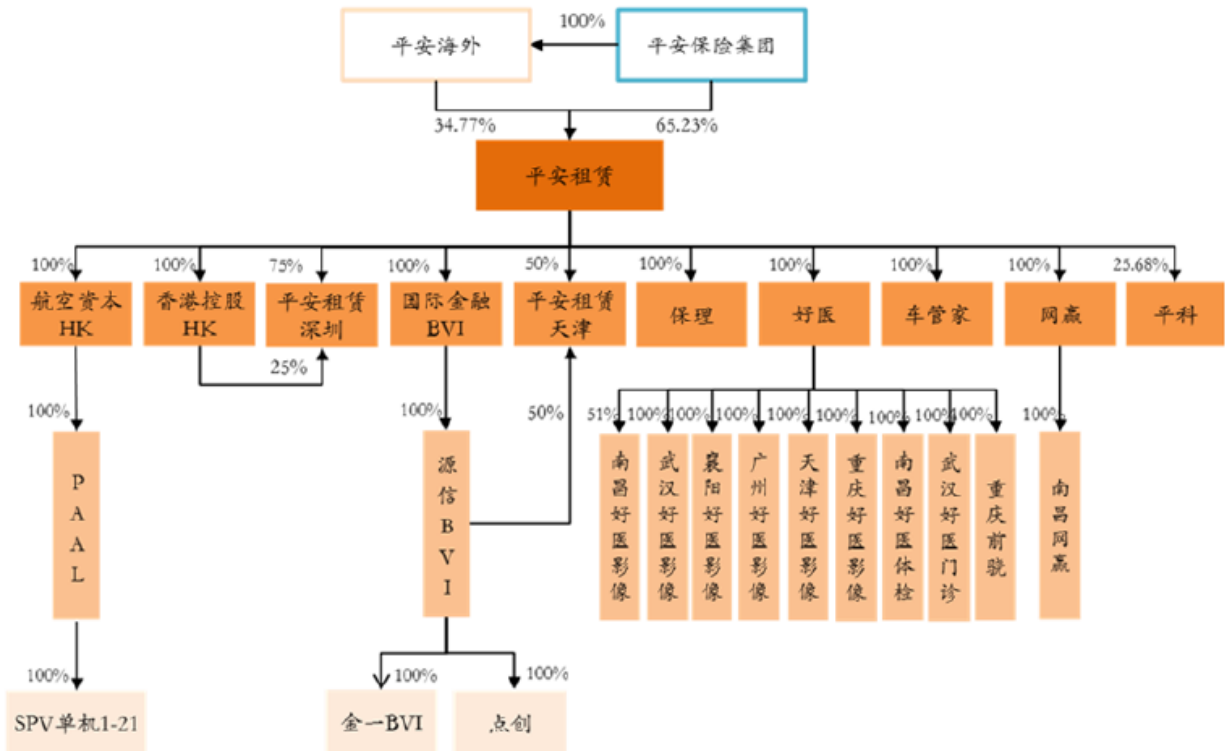 平安海外
100%
平安保险集团
34.77%
65.23%
平安租赁
100%
100%
75%
100%
50%
100%
100%
100%
100%
25.68%
航空资本
HK
香港控股
HK
平安租赁
深圳
国际金融
BVI
平安租赁
天津
保理
好医
车管家
网赢
平科
25%
100%
100%
50%
51%
100%
100%
100%
100%
100%
100%
100%
100%
100%
PAAL
源信BVI
南昌好医影像
武汉好医影像
襄阳好医影像
广州好医影像
天津好医影像
重庆好医影像
南昌好医体检
武汉好医门诊
重庆前骁
南昌网赢
100%
100%
100%
SPV单机1-21
金一BVI
点创